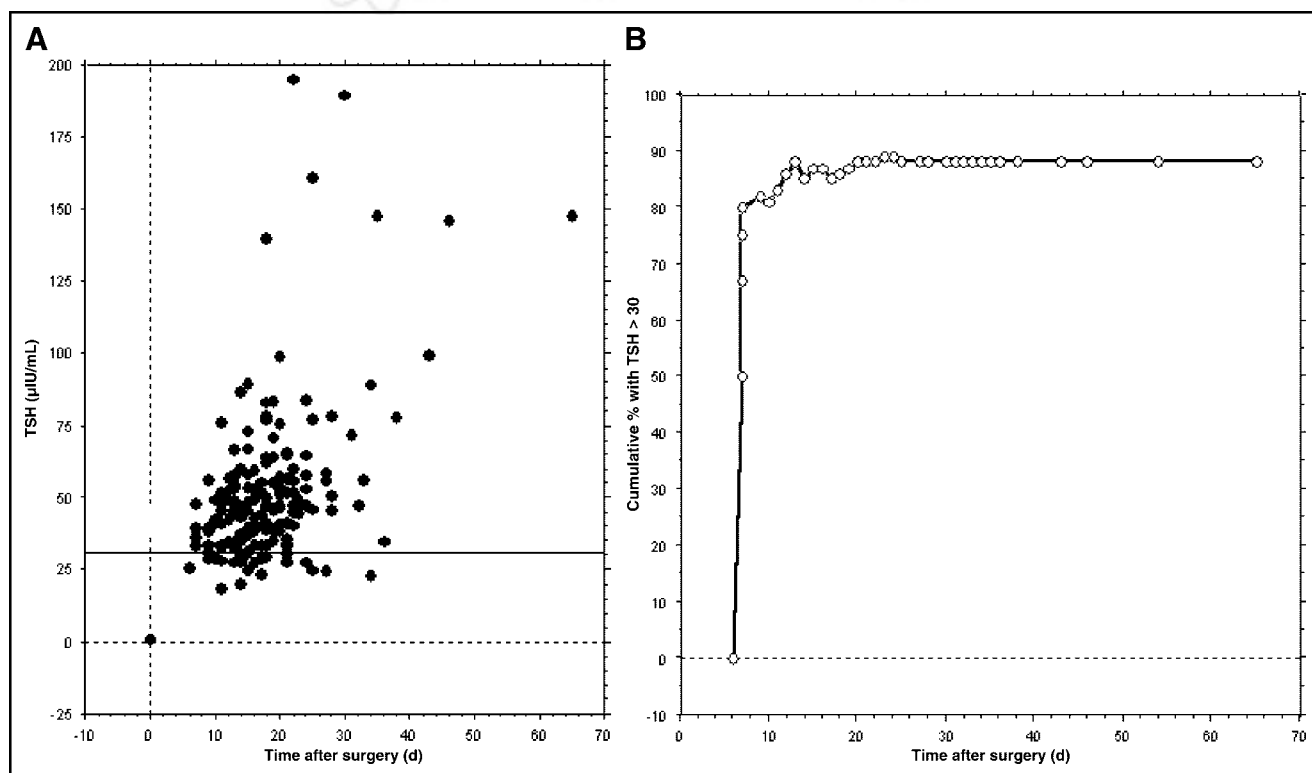 A
B
200
175
150
125
100
75
50
25
0
-25
TSH (µIU/mL)
-10 0 10 20 30 40 50 60 70
Time after surgery (d)
100
90
80
70
60
50
40
30
20
10
0
-10
Cumulative % with TSH > 30
0 10 20 30 40 50 60 70
Time after surgery (d)